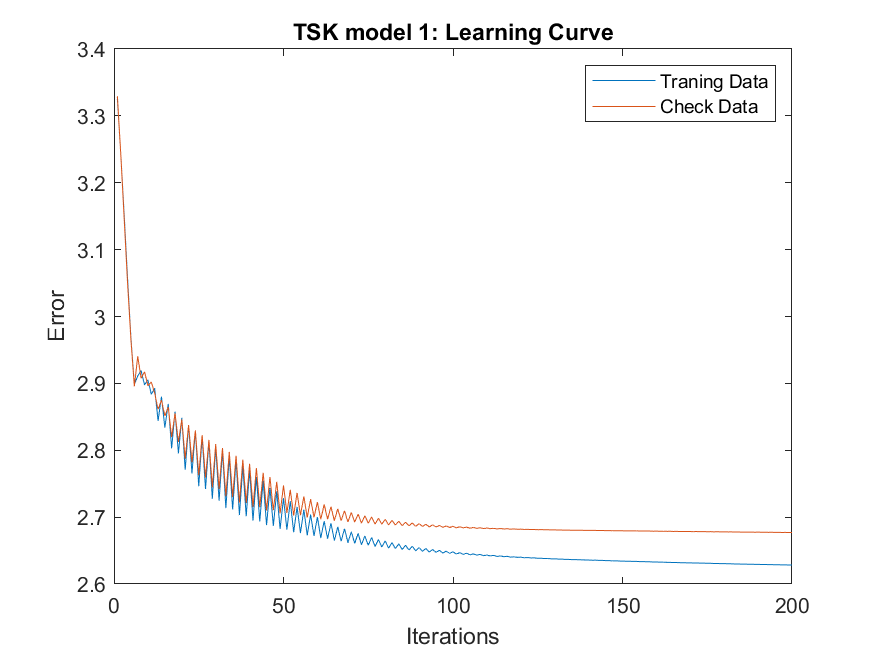 TSK model 1: Learning Curve
3.4
3.3
3.2
3.1
3
2.9
2.8
2.7
2.6
Error
Traning Data
Check Data
0 50 100 150 200
Iterations